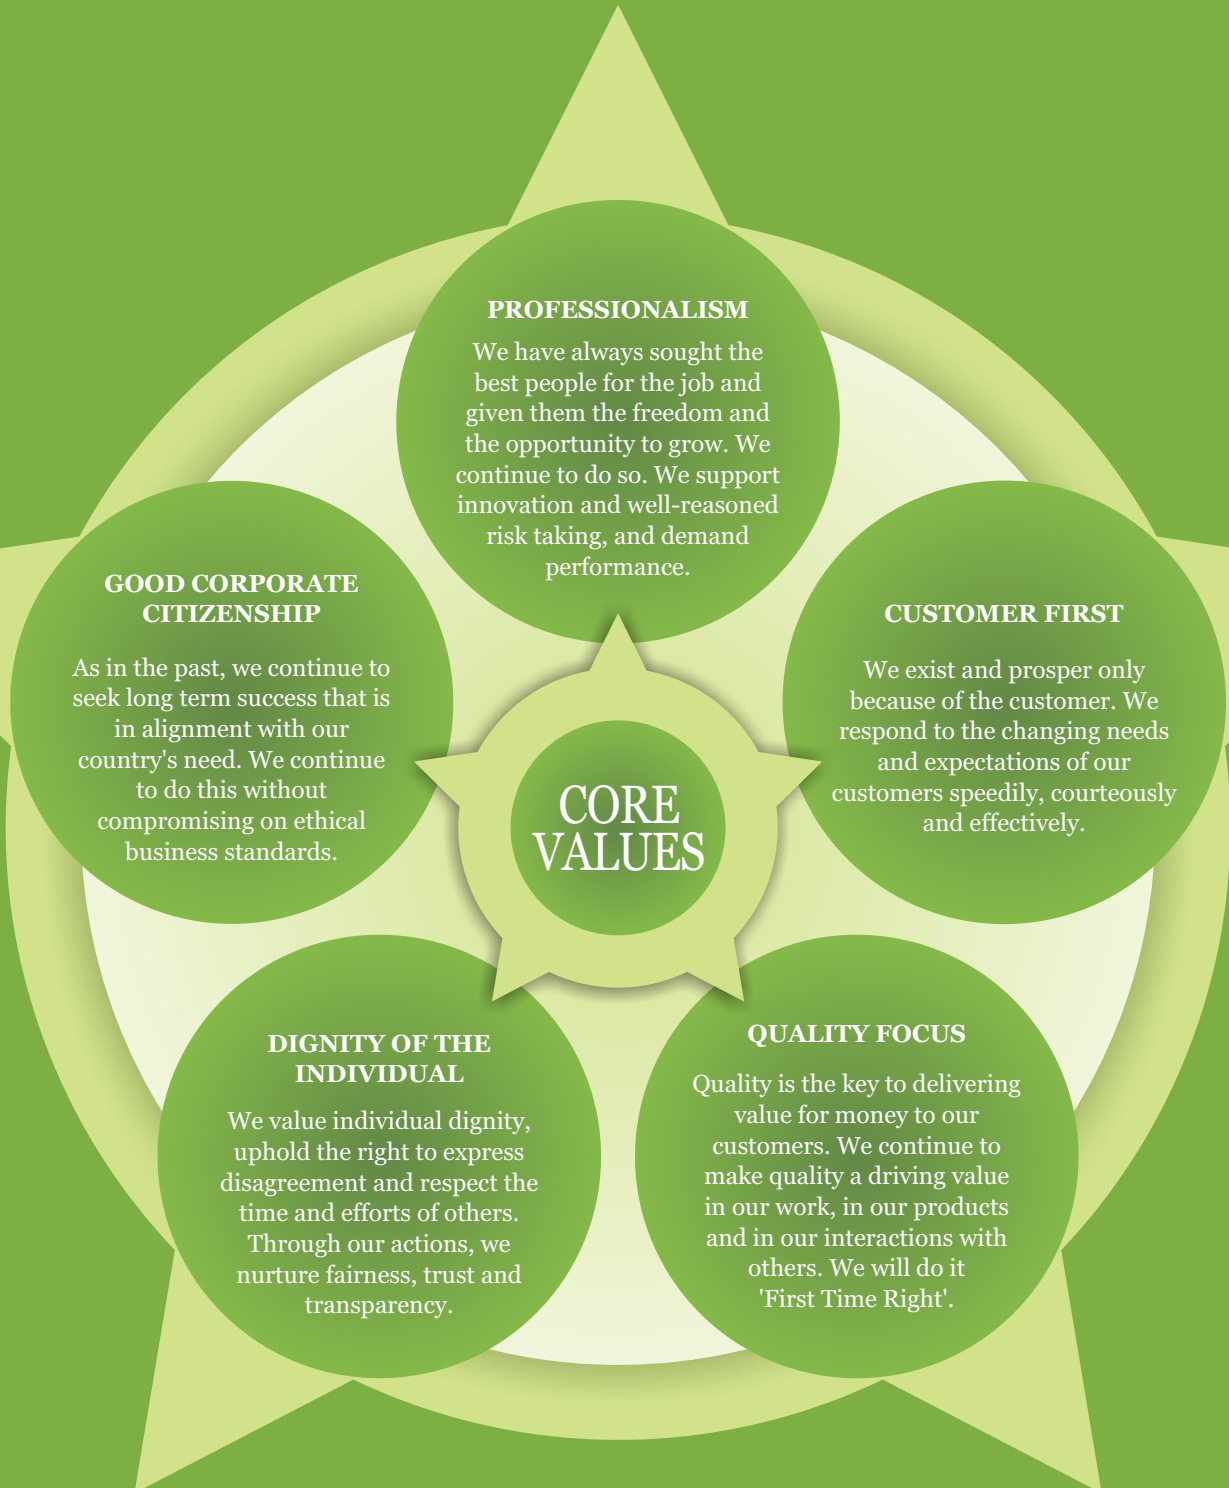 PROFESSIONALISM
We have always sought the
best people for the job and
given them the freedom and
the opportunity to grow. We
continue to do so. We support
innovation and well-reasoned
risk taking, and demand
performance.
GOOD CORPORATE
CITIZENSHIP
As in the past, we continue to
seek long term success that is
in alignment with our
country's need. We continue
to do this without
compromising on ethical
business standards.
CUSTOMER FIRST
We exist and prosper only
because of the customer. We
respond to the changing needs
and expectations of our
customers speedily, courteously
and effectively.
CORE
VALUES
DIGNITY OF THE
INDIVIDUAL
We value individual dignity,
uphold the right to express
disagreement and respect the
time and efforts of others.
Through our actions, we
nurture fairness, trust and
transparency.
QUALITY FOCUS
Quality is the key to delivering
value for money to our
customers. We continue to
make quality a driving value
in our work, in our products
and in our interactions with
others. We will do it
'First Time Right'.